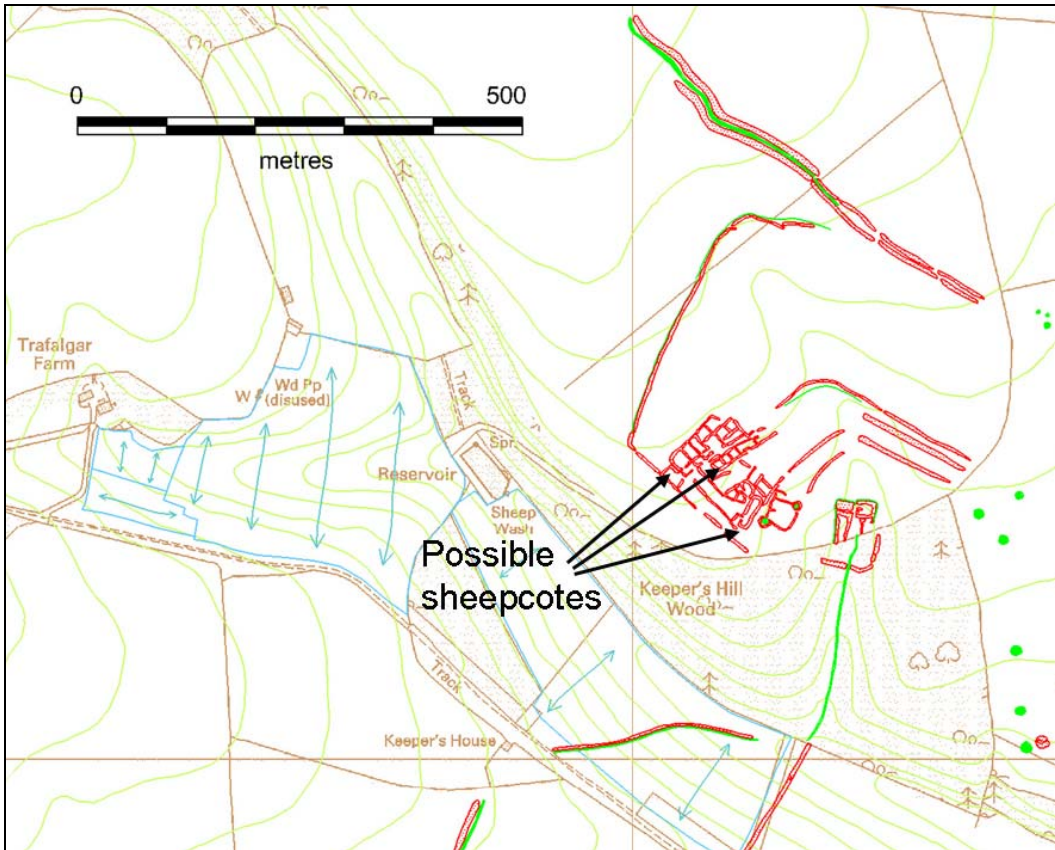 0 500
metres
Trafalgar
Farm
W
Wd Pp
(disused)
Track
Spr
Reservoir
Sheep
Wash
Possible
sheepcotes
Keeper's Hill
Wood
Track
Keeper's House